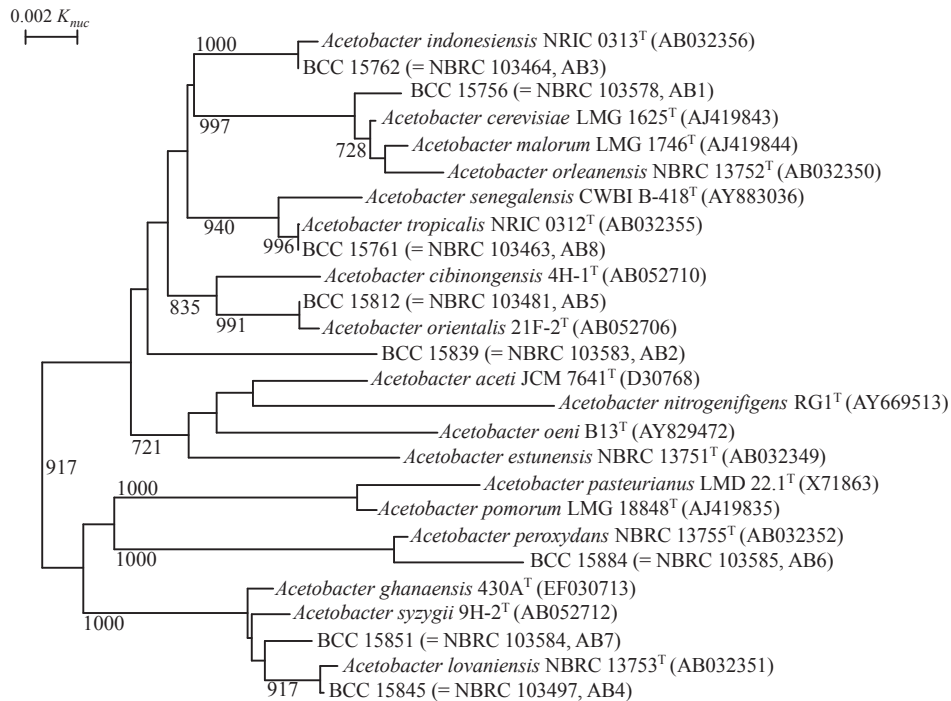 0.002 Knuc
1000
Acetobacter indonesiensis NRIC 0313ᵀ (AB032356)
BCC 15762 (= NBRC 103464, AB3)
BCC 15756 (= NBRC 103578, AB1)
997
Acetobacter cerevisiae LMG 1625ᵀ (AJ419843)
728
Acetobacter malorum LMG 1746ᵀ (AJ419844)
Acetobacter orleanensis NBRC 13752ᵀ (AB032350)
Acetobacter senegalensis CWBI B-418ᵀ (AY883036)
940
Acetobacter tropicalis NRIC 0312ᵀ (AB032355)
996
BCC 15761 (= NBRC 103463, AB8)
Acetobacter cibinongensis 4H-1ᵀ (AB052710)
835
BCC 15812 (= NBRC 103481, AB5)
991
Acetobacter orientalis 21F-2ᵀ (AB052706)
BCC 15839 (= NBRC 103583, AB2)
Acetobacter aceti JCM 7641ᵀ (D30768)
Acetobacter nitrogenifigens RG1ᵀ (AY669513)
Acetobacter oeni B13ᵀ (AY829472)
721
Acetobacter estunensis NBRC 13751ᵀ (AB032349)
917
1000
Acetobacter pasteurianus LMD 22.1ᵀ (X71863)
Acetobacter pomorum LMG 18848ᵀ (AJ419835)
Acetobacter peroxydans NBRC 13755ᵀ (AB032352)
1000
BCC 15884 (= NBRC 103585, AB6)
Acetobacter ghanaensis 430Aᵀ (EF030713)
Acetobacter syzygii 9H-2ᵀ (AB052712)
1000
BCC 15851 (= NBRC 103584, AB7)
Acetobacter lovaniensis NBRC 13753ᵀ (AB032351)
917
BCC 15845 (= NBRC 103497, AB4)